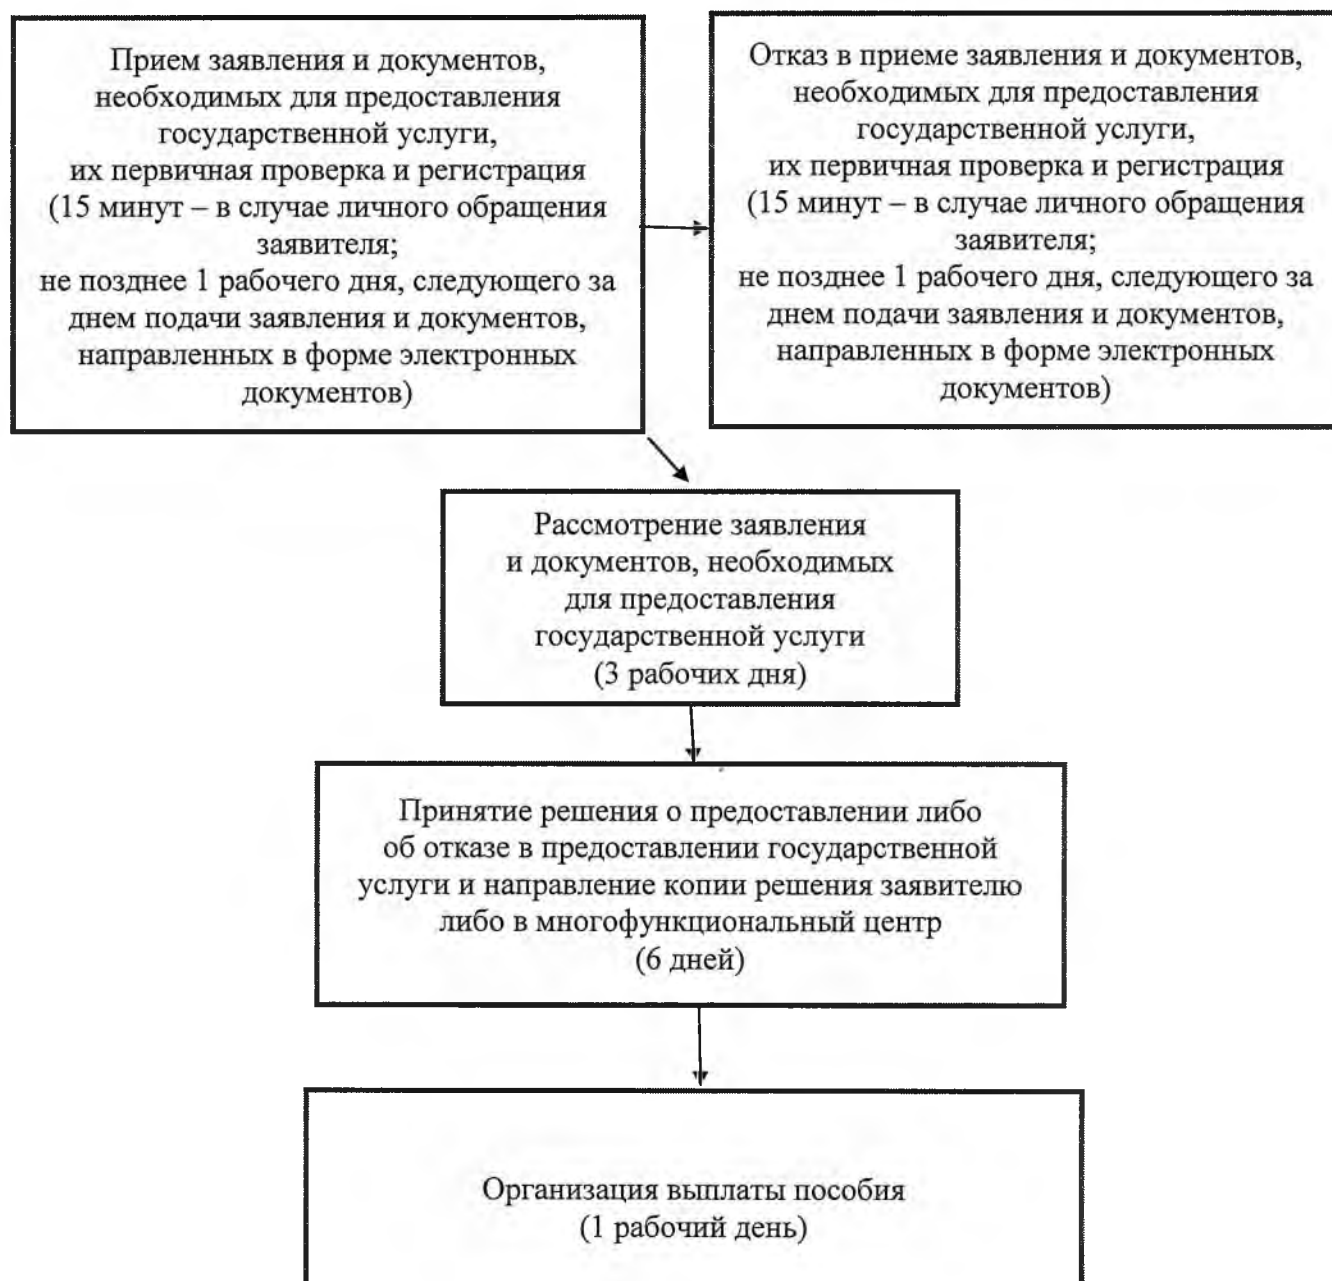 Прием заявления и документов,
необходимых для предоставления
государственной услуги,
их первичная проверка и регистрация
(15 минут – в случае личного обращения
заявителя;
не позднее 1 рабочего дня, следующего за
днем подачи заявления и документов,
направленных в форме электронных
документов)
Отказ в приеме заявления и документов,
необходимых для предоставления
государственной услуги,
их первичная проверка и регистрация
(15 минут – в случае личного обращения
заявителя;
не позднее 1 рабочего дня, следующего за
днем подачи заявления и документов,
направленных в форме электронных
документов)
Рассмотрение заявления
и документов, необходимых
для предоставления
государственной услуги
(3 рабочих дня)
Принятие решения о предоставлении либо
об отказе в предоставлении государственной
услуги и направление копии решения заявителю
либо в многофункциональный центр
(6 дней)
Организация выплаты пособия
(1 рабочий день)